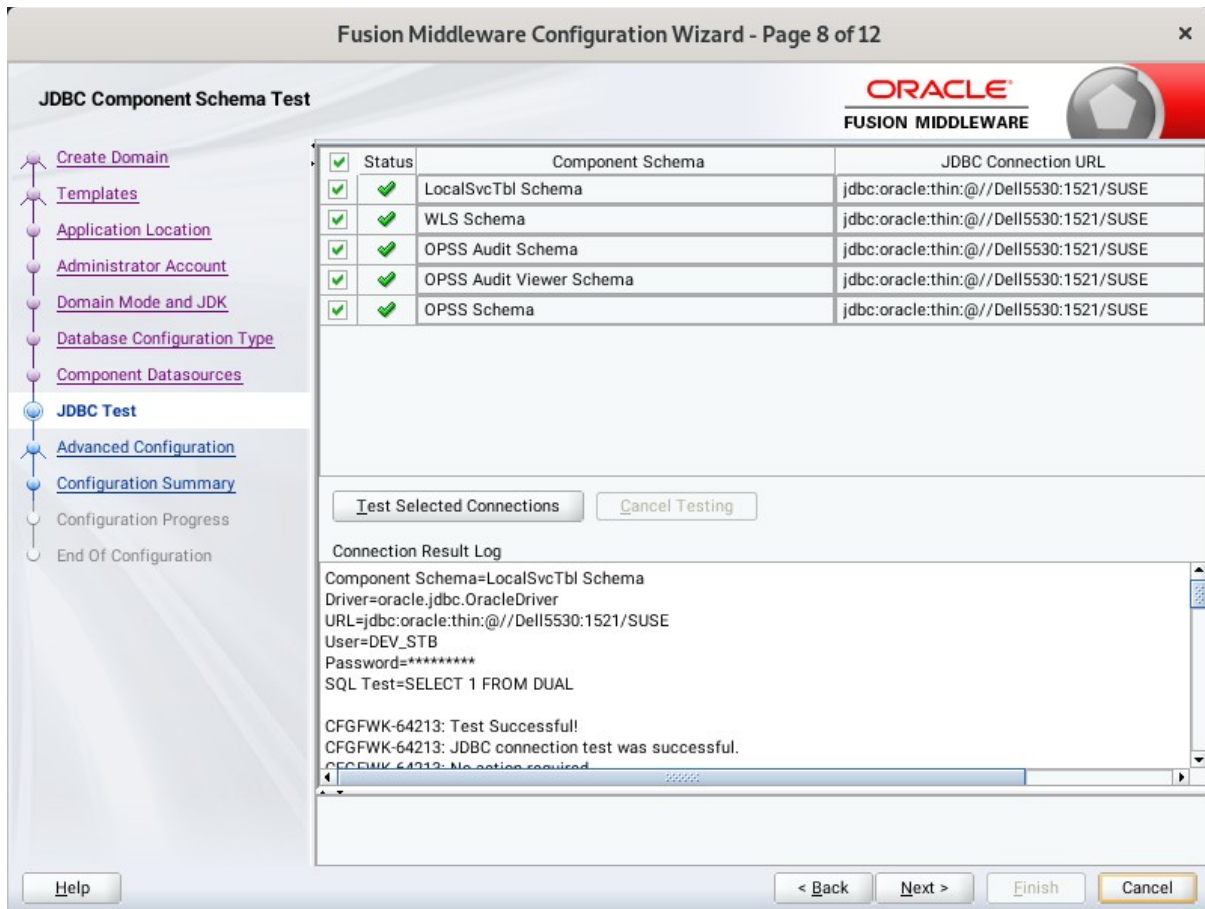 Fusion Middleware Configuration Wizard - Page 8 of 12
JDBC Component Schema Test
ORACLE
FUSION MIDDLEWARE
Create Domain
Templates
Application Location
Administrator Account
Domain Mode and JDK
Database Configuration Type
Component Datasources
JDBC Test
Advanced Configuration
Configuration Summary
Configuration Progress
End Of Configuration
Status Component Schema JDBC Connection URL
LocalSvcTbl Schema jdbc:oracle:thin:@//Dell5530:1521/SUSE
WLS Schema jdbc:oracle:thin:@//Dell5530:1521/SUSE
OPSS Audit Schema jdbc:oracle:thin:@//Dell5530:1521/SUSE
OPSS Audit Viewer Schema jdbc:oracle:thin:@//Dell5530:1521/SUSE
OPSS Schema jdbc:oracle:thin:@//Dell5530:1521/SUSE
Test Selected Connections Cancel Testing
Connection Result Log
Component Schema=LocalSvcTbl Schema
Driver=oracle.jdbc.OracleDriver
URL=jdbc:oracle:thin:@//Dell5530:1521/SUSE
User=DEV_STB
Password=*********
SQL Test=SELECT 1 FROM DUAL
CFGFWK-64213: Test Successful!
CFGFWK-64213: JDBC connection test was successful.
CFGFWK-64213: No action required
Help < Back Next > Finish Cancel